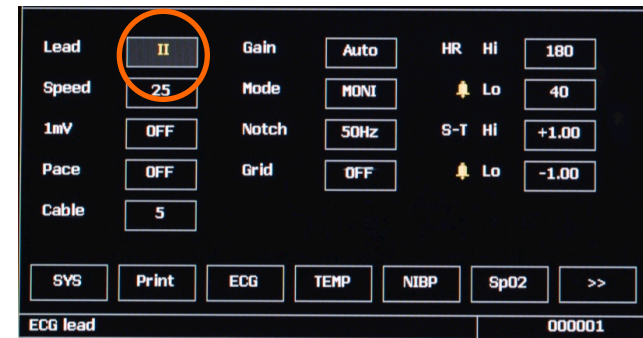 Lead II Gain Auto HR Hi 180
Speed 25 Mode MONI Lo 40
1mV OFF Notch 50Hz S-T Hi +1.00
Pace OFF Grid OFF Lo -1.00
Cable 5
SYS Print ECG TEMP NIBP SpO2 >>
ECG lead 000001